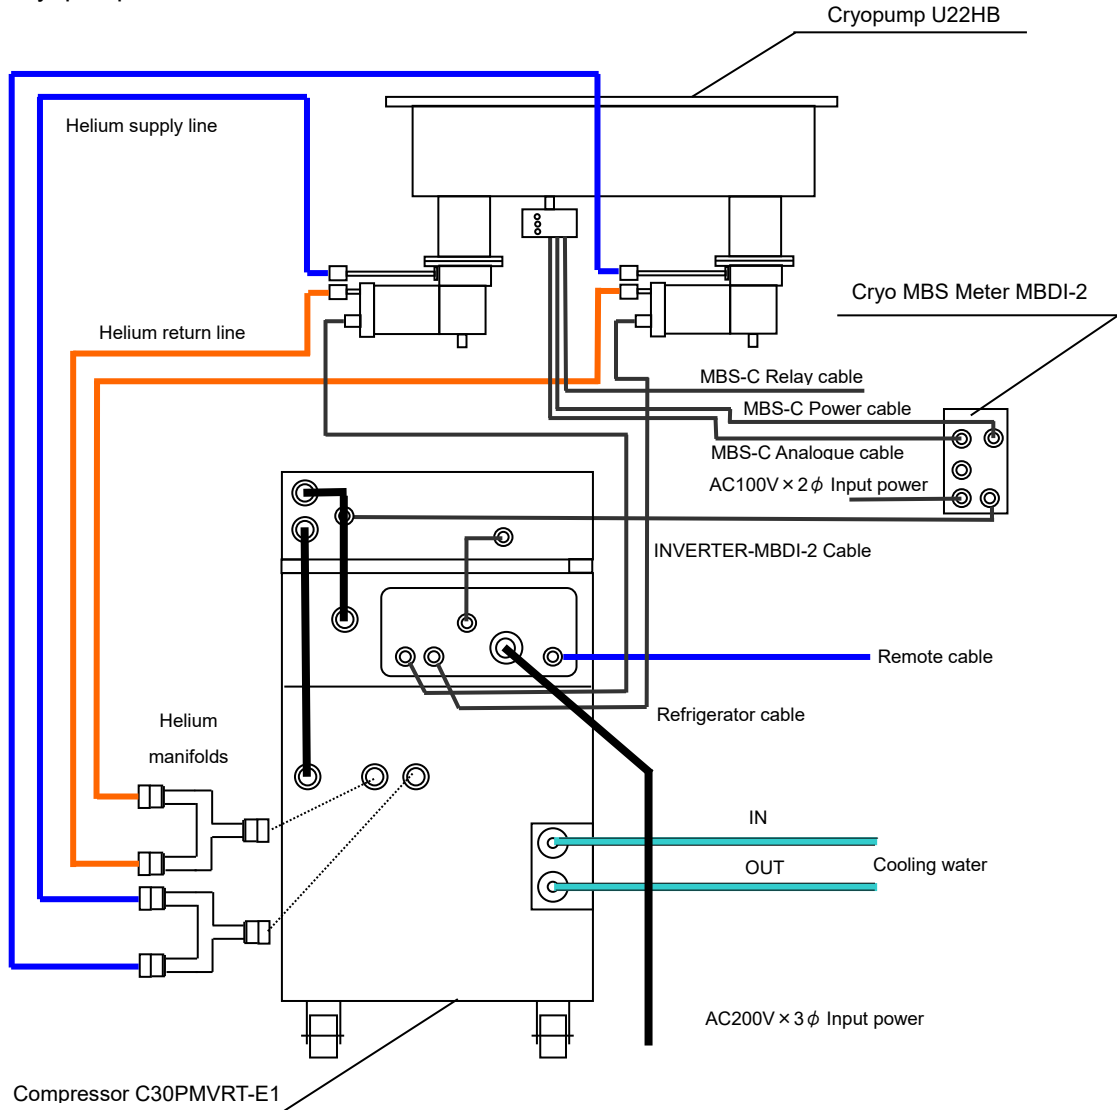 Cryopump U22HB
Helium supply line
Cryo MBS Meter MBDI-2
Helium return line
MBS-C Relay cable
MBS-C Power cable
MBS-C Analogue cable
AC100V×2φ Input power
INVERTER-MBDI-2 Cable
Remote cable
Refrigerator cable
Helium
manifolds
IN
OUT
Cooling water
AC200V×3φ Input power
Compressor C30PMVRT-E1